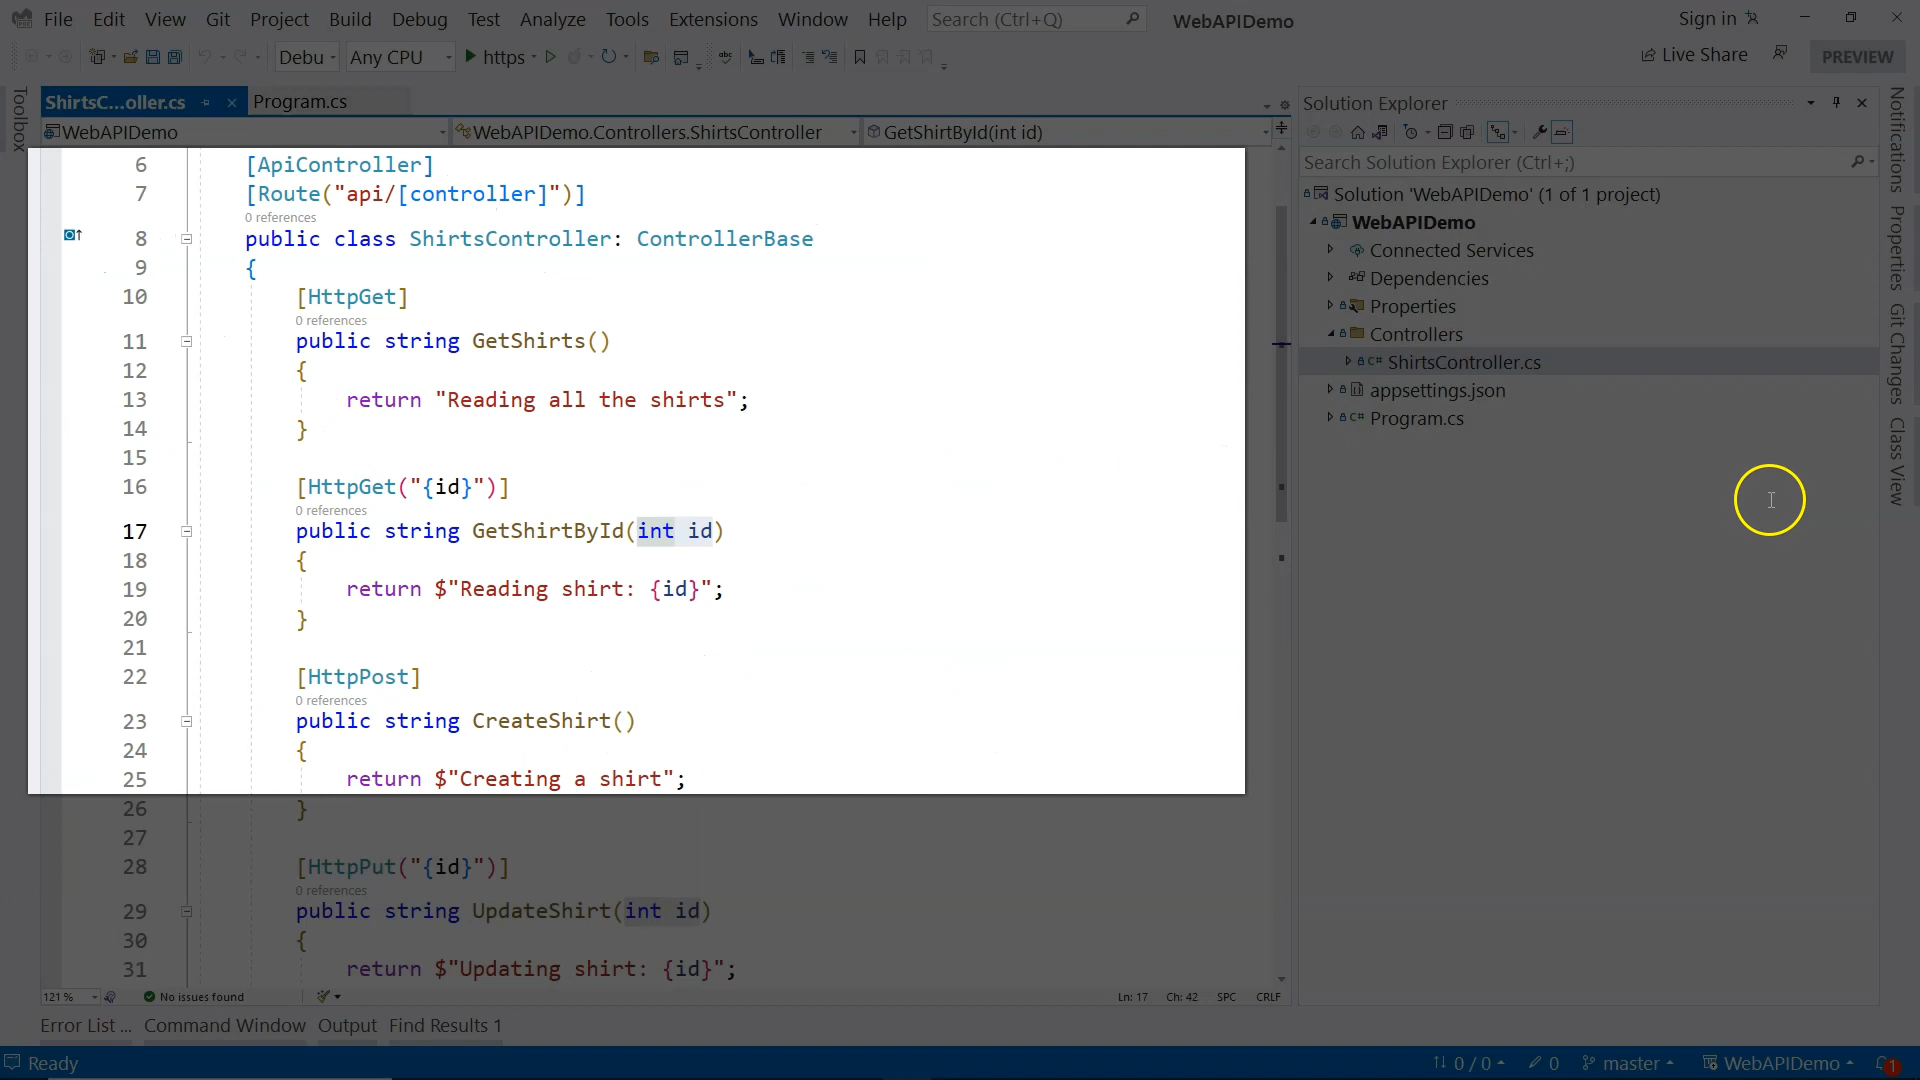 File Edit View Git Project Build Debug Test Analyze Tools Extensions Window Help Search (Ctrl+Q) WebAPIDemo Sign in
Debu Any CPU https Live Share PREVIEW
Toolbox
ShirtsC...oller.cs Program.cs
WebAPIDemo WebAPIDemo.Controllers.ShirtsController GetShirtById(int id)
6 [ApiController]
7 [Route("api/[controller]")]
0 references
8 public class ShirtsController: ControllerBase
9 {
10 [HttpGet]
0 references
11 public string GetShirts()
12 {
13 return "Reading all the shirts";
14 }
15
16 [HttpGet("{id}")]
0 references
17 public string GetShirtById(int id)
18 {
19 return $"Reading shirt: {id}";
20 }
21
22 [HttpPost]
0 references
23 public string CreateShirt()
24 {
25 return $"Creating a shirt";
26 }
27
28 [HttpPut("{id}")]
0 references
29 public string UpdateShirt(int id)
30 {
31 return $"Updating shirt: {id}";
121 % No issues found Ln: 17 Ch: 42 SPC CRLF
Solution Explorer
Search Solution Explorer (Ctrl+;)
Solution 'WebAPIDemo' (1 of 1 project)
WebAPIDemo
Connected Services
Dependencies
Properties
Controllers
C# ShirtsController.cs
appsettings.json
C# Program.cs
Notifications
Properties
Git Changes
Class View
Error List ... Command Window Output Find Results 1
Ready 0 / 0 0 master WebAPIDemo 1